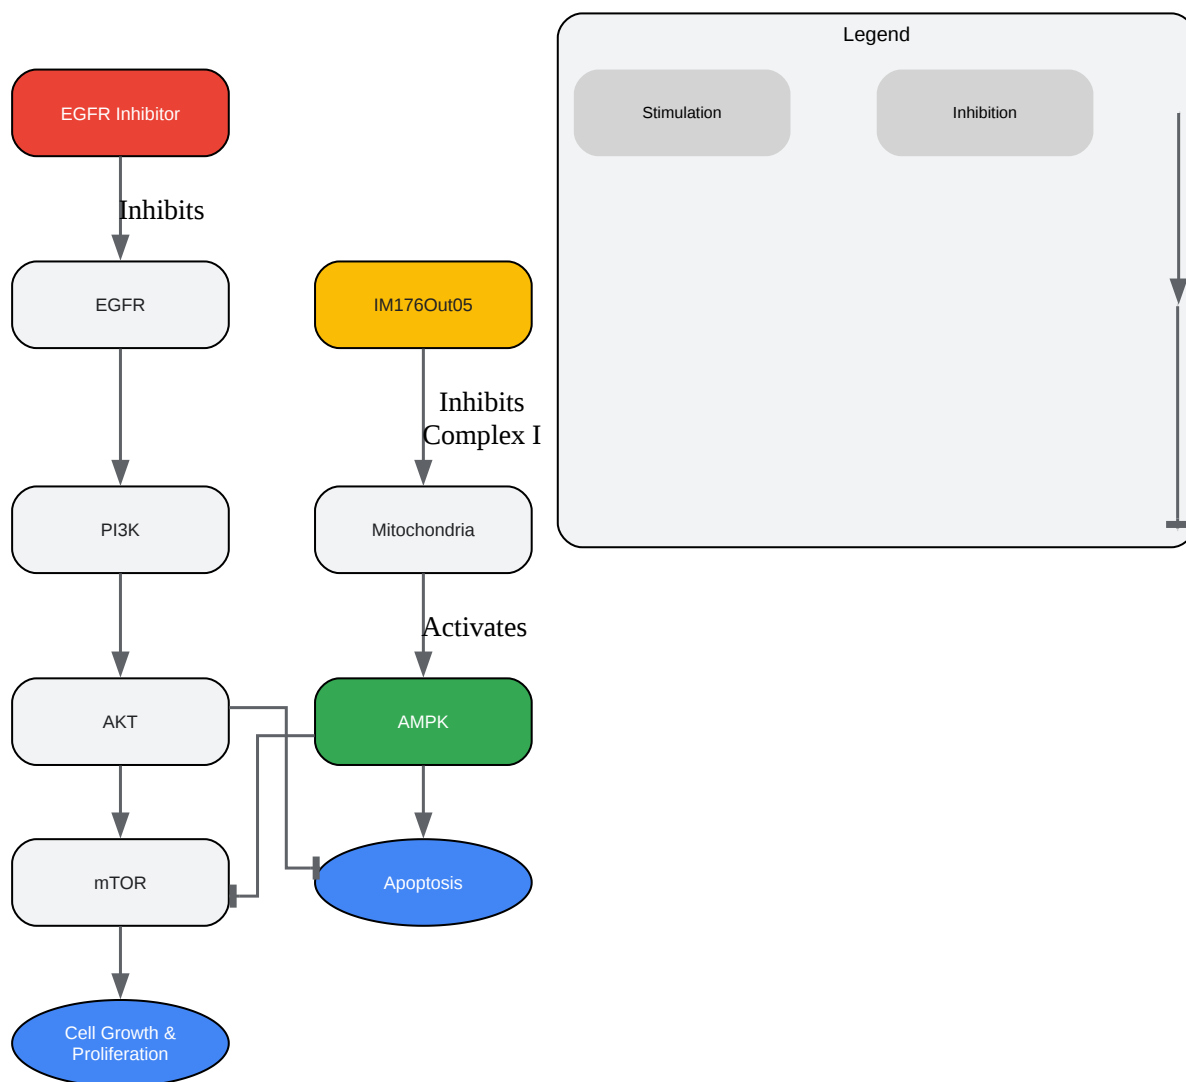 Legend
EGFR Inhibitor
Stimulation
Inhibition
Inhibits
EGFR
IM176Out05
Inhibits
Complex I
PI3K
Mitochondria
Activates
AKT
AMPK
mTOR
Apoptosis
Cell Growth &
Proliferation